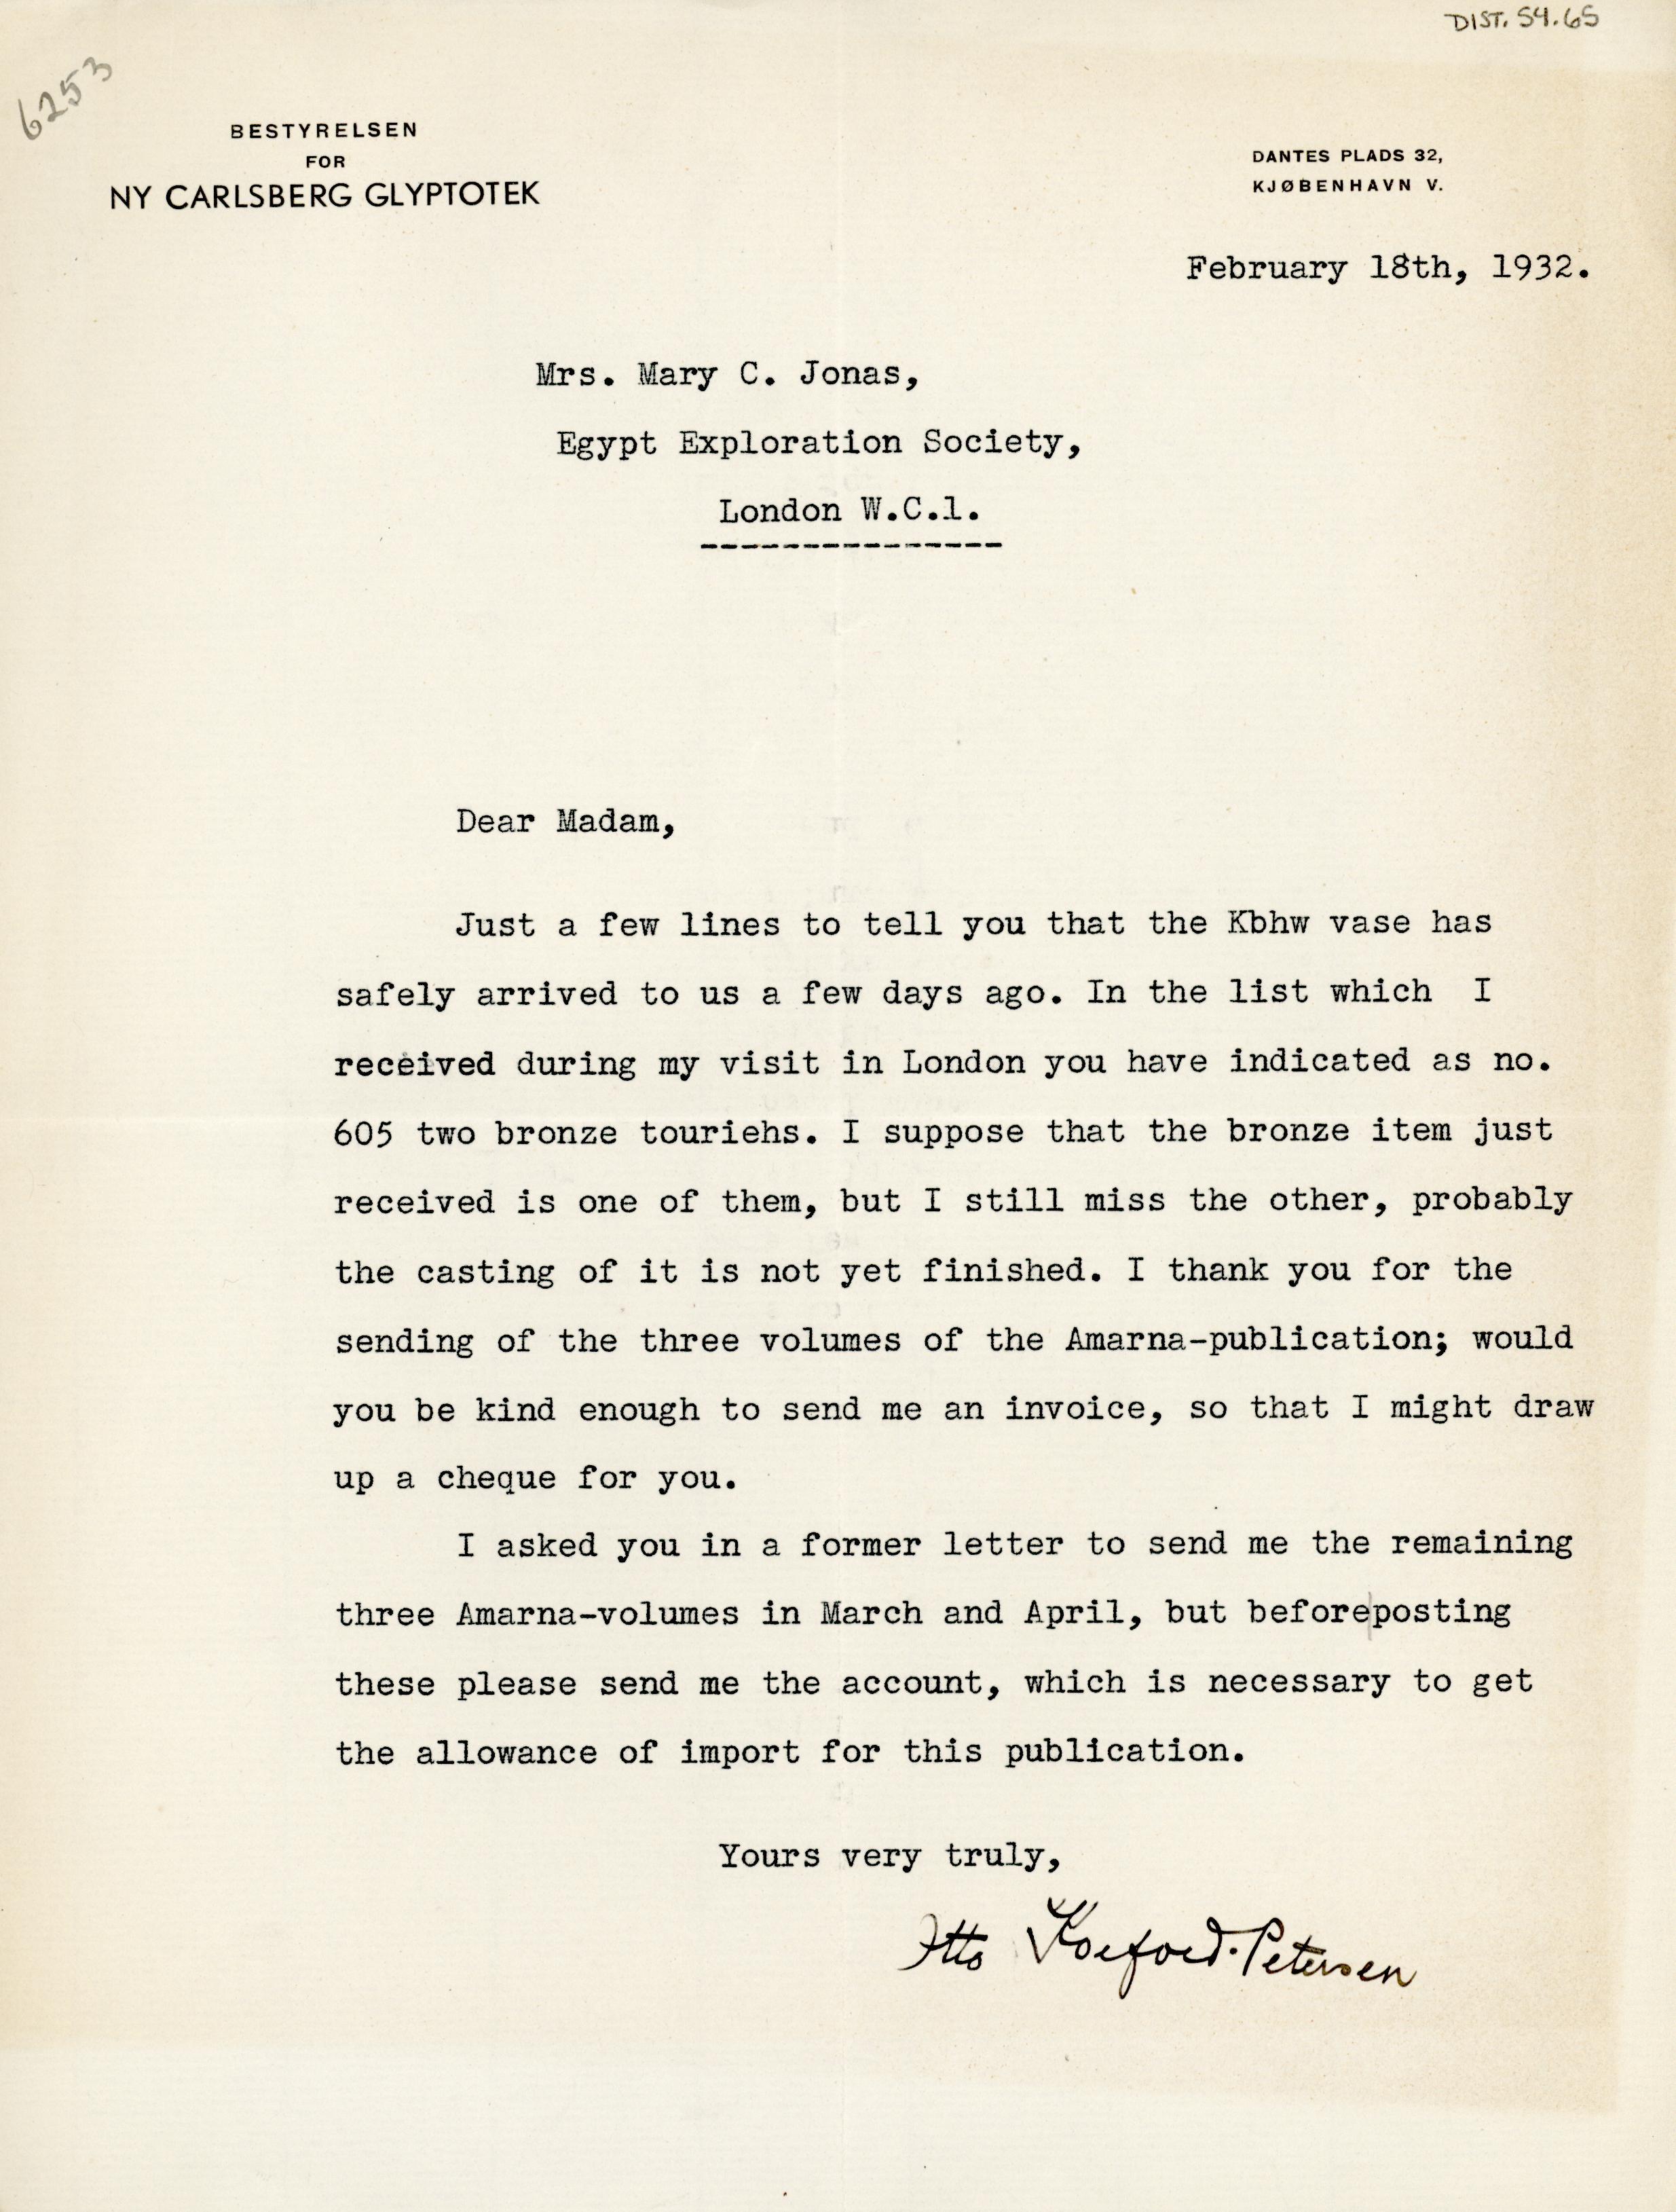 DIST. 54.65
6253
BESTYRELSEN
FOR
NY CARLSBERG GLYPTOTEK
DANTES PLADS 32,
KJØBENHAVN V.
February 18th, 1932.
Mrs. Mary C. Jonas,
Egypt Exploration Society,
London W.C.1.
---------------
Dear Madam,
Just a few lines to tell you that the Kbhw vase has
safely arrived to us a few days ago. In the list which I
received during my visit in London you have indicated as no.
605 two bronze touriehs. I suppose that the bronze item just
received is one of them, but I still miss the other, probably
the casting of it is not yet finished. I thank you for the
sending of the three volumes of the Amarna-publication; would
you be kind enough to send me an invoice, so that I might draw
up a cheque for you.
I asked you in a former letter to send me the remaining
three Amarna-volumes in March and April, but before|posting
these please send me the account, which is necessary to get
the allowance of import for this publication.
Yours very truly,
Otto Koefoed-Petersen